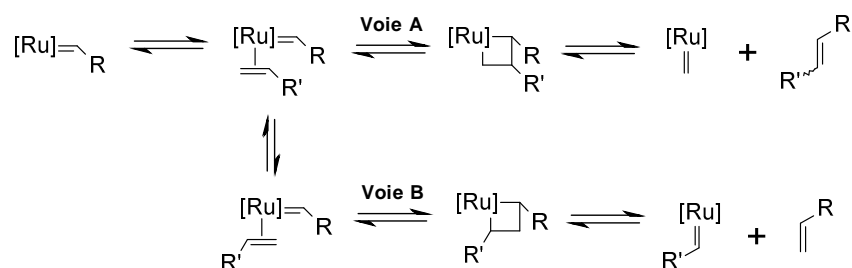 [Ru] R
[Ru] R R'
Voie A
[Ru] R R'
[Ru]
+
R R'
[Ru] R R'
Voie B
[Ru] R R'
[Ru] R'
+
R